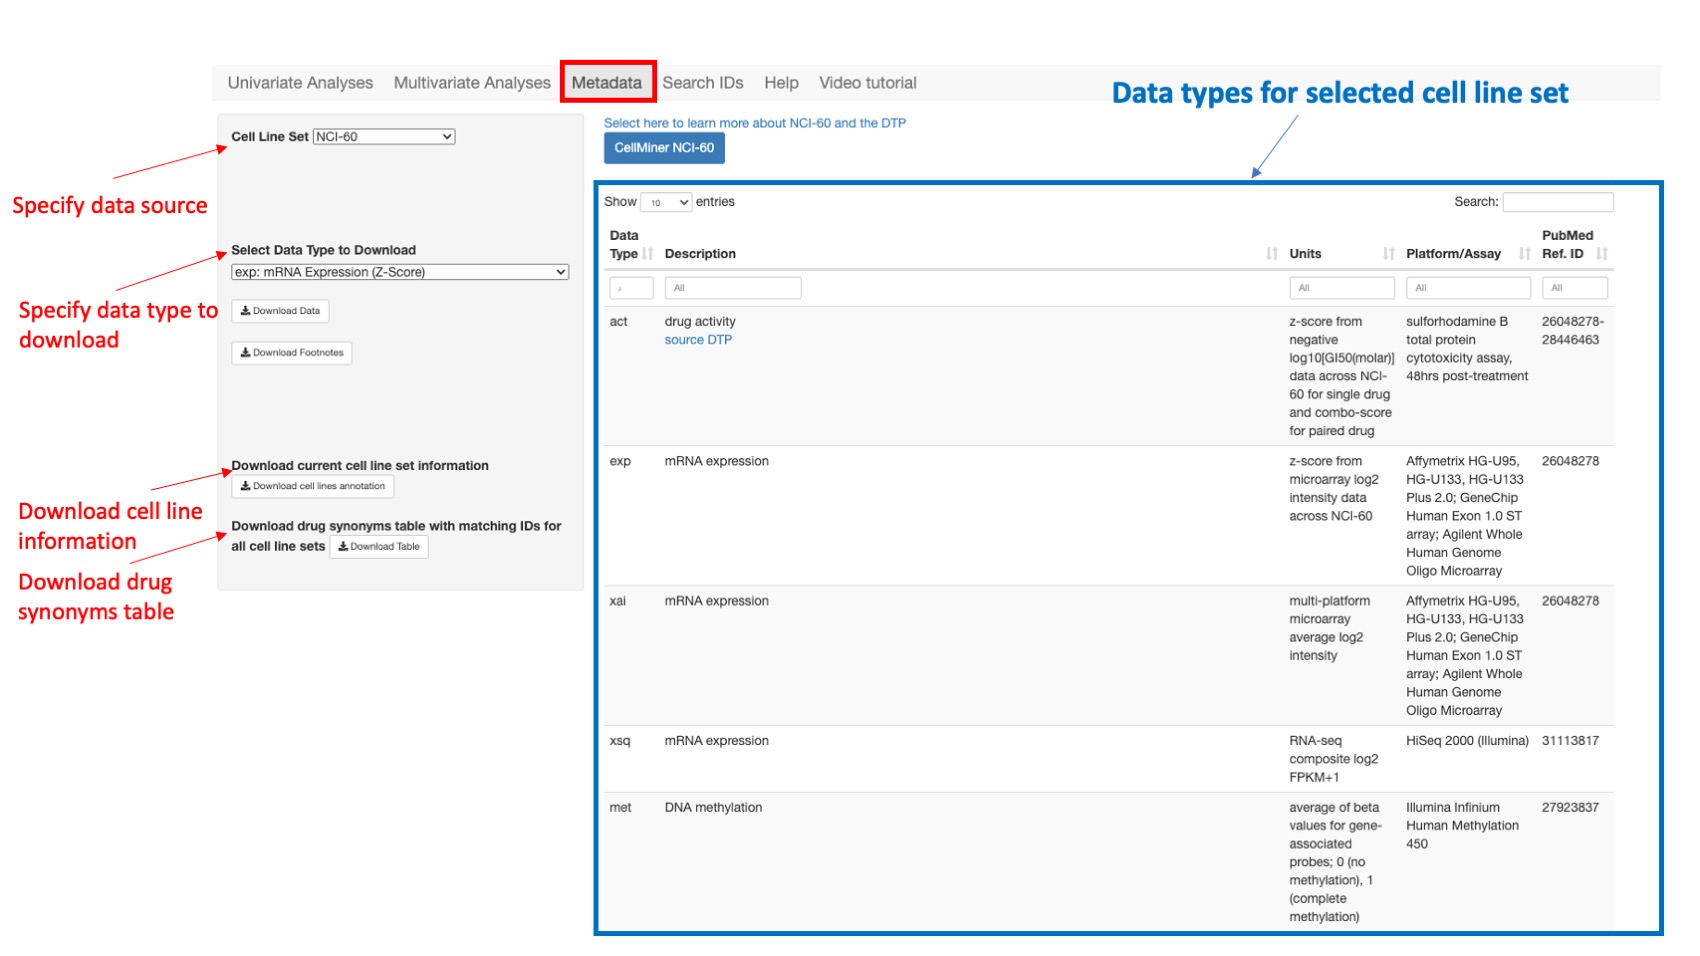 Univariate Analyses Multivariate Analyses Metadata Search IDs Help Video tutorial
Data types for selected cell line set
Cell Line Set NCI-60
Specify data source
Select Data Type to Download
exp: mRNA Expression (Z-Score)
Specify data type to
download
Download Data
Download Footnotes
Download current cell line set information
Download cell lines annotation
Download cell line
information
Download drug synonyms table with matching IDs for
all cell line sets Download Table
Download drug
synonyms table
Select here to learn more about NCI-60 and the DTP
CellMiner NCI-60
Show 10 entries
Search:
Data
Type
Description
Units
Platform/Assay
PubMed
Ref. ID
All
All
All
All
act
drug activity
source DTP
z-score from
negative
log10[GI50(molar)]
data across NCI-
60 for single drug
and combo-score
for paired drug
sulforhodamine B
total protein
cytotoxicity assay,
48hrs post-treatment
26048278-
28446463
exp
mRNA expression
z-score from
microarray log2
intensity data
across NCI-60
Affymetrix HG-U95,
HG-U133, HG-U133
Plus 2.0; GeneChip
Human Exon 1.0 ST
array; Agilent Whole
Human Genome
Oligo Microarray
26048278
xai
mRNA expression
multi-platform
microarray
average log2
intensity
Affymetrix HG-U95,
HG-U133, HG-U133
Plus 2.0; GeneChip
Human Exon 1.0 ST
array; Agilent Whole
Human Genome
Oligo Microarray
26048278
xsq
mRNA expression
RNA-seq
composite log2
FPKM+1
HiSeq 2000 (Illumina)
31113817
met
DNA methylation
average of beta
values for gene-
associated
probes; 0 (no
methylation), 1
(complete
methylation)
Illumina Infinium
Human Methylation
450
27923837